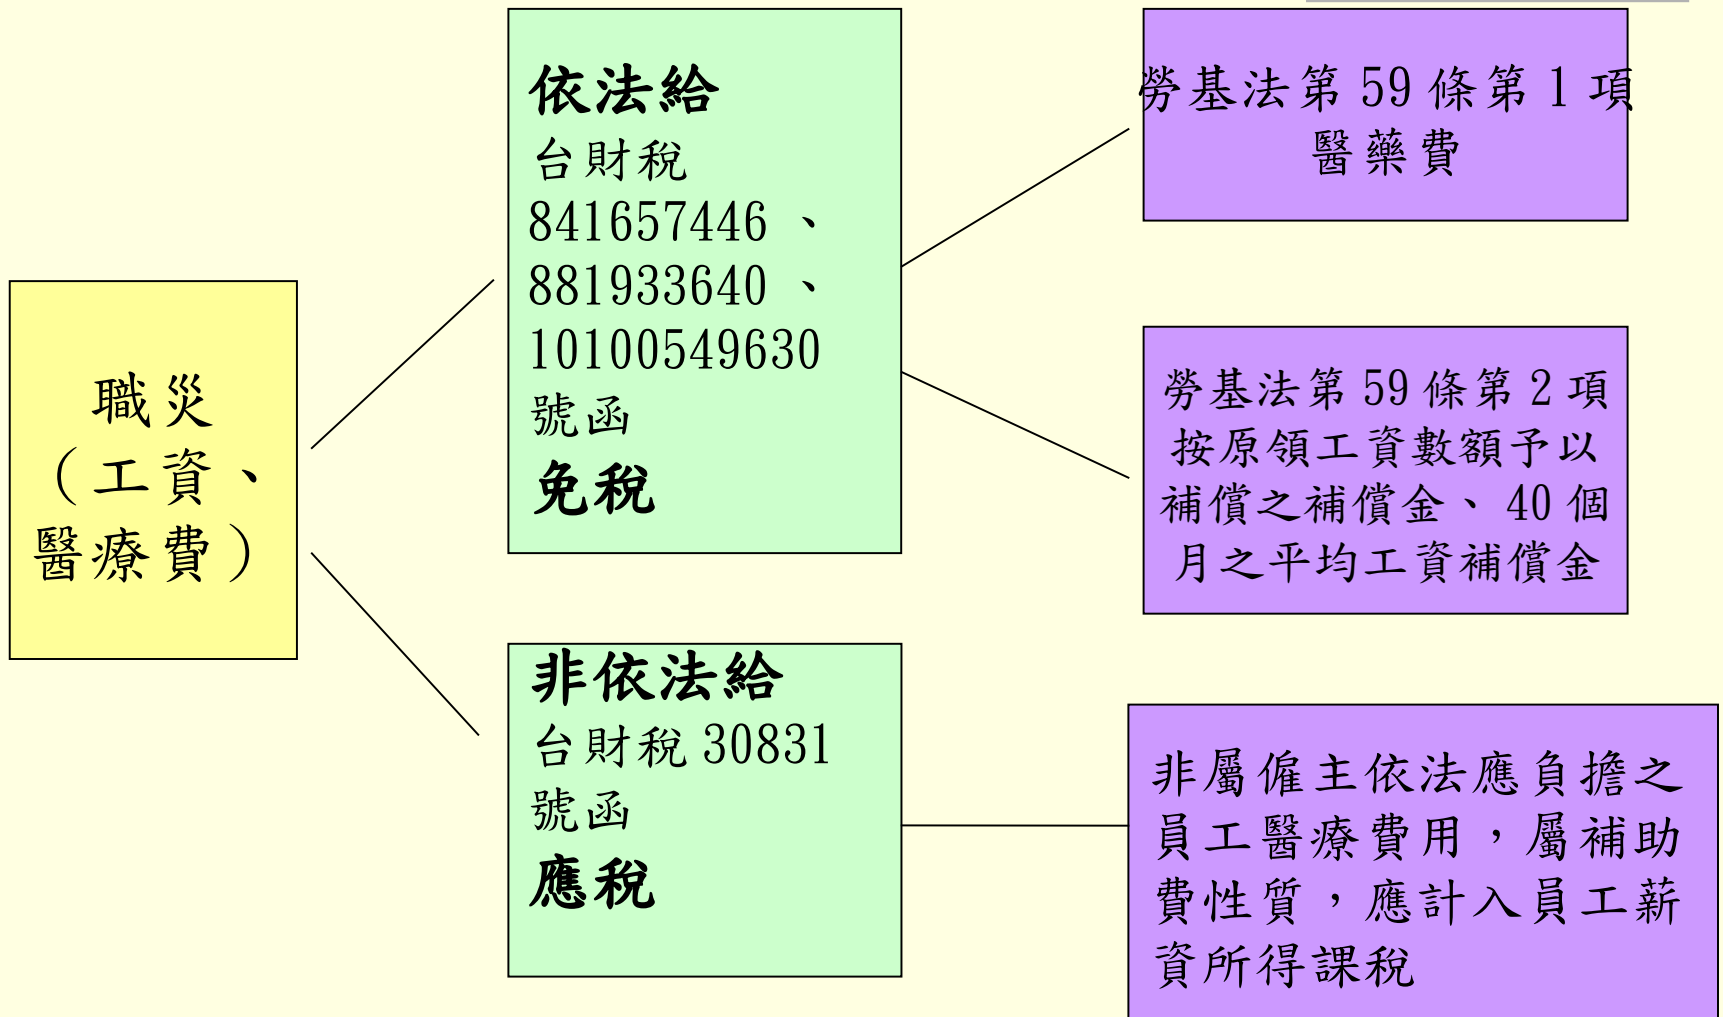 職災
（工資、
醫療費）
依法給
台財稅
841657446、
881933640、
10100549630
號函
免稅
非依法給
台財稅30831
號函
應稅
勞基法第59條第1項
醫藥費
勞基法第59條第2項
按原領工資數額予以
補償之補償金、40個
月之平均工資補償金
非屬僱主依法應負擔之
員工醫療費用，屬補助
費性質，應計入員工薪
資所得課稅